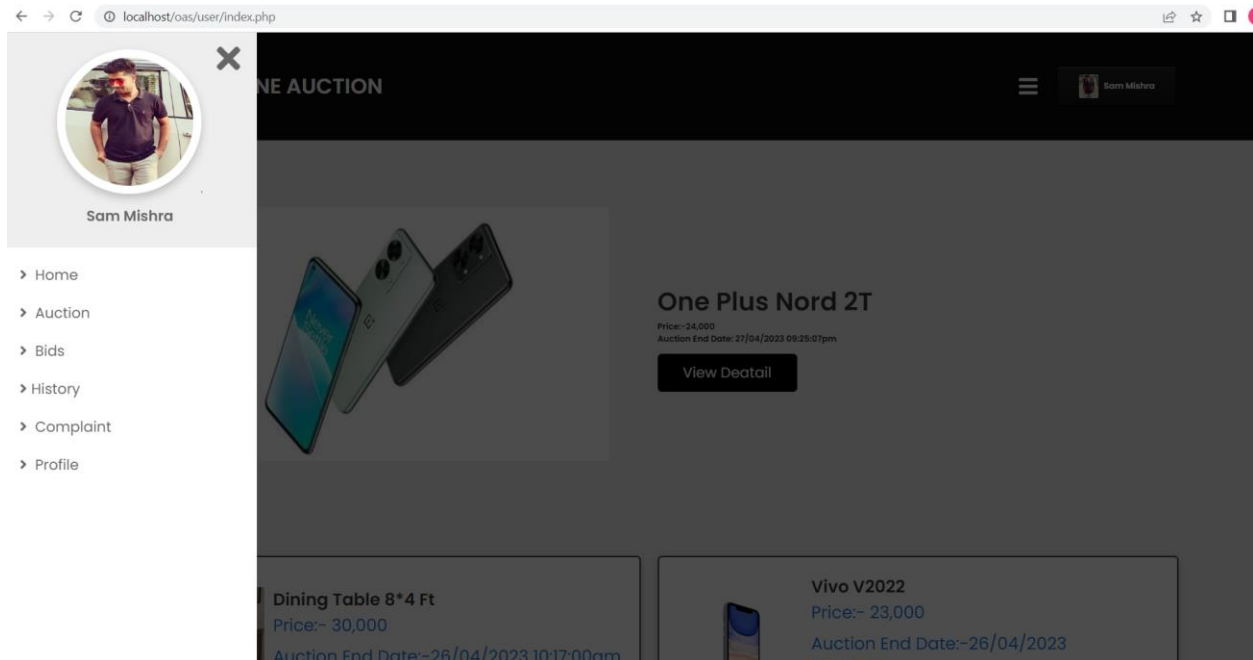 localhost/oas/user/index.php
NE AUCTION
Sam Mishra
Sam Mishra
Home
Auction
Bids
History
Complaint
Profile
One Plus Nord 2T
Price:-24,000
Auction End Date: 27/04/2023 09:25:07pm
View Deatail
Dining Table 8*4 Ft
Price:- 30,000
Auction End Date:-26/04/2023 10:17:00am
Vivo V2022
Price:- 23,000
Auction End Date:-26/04/2023